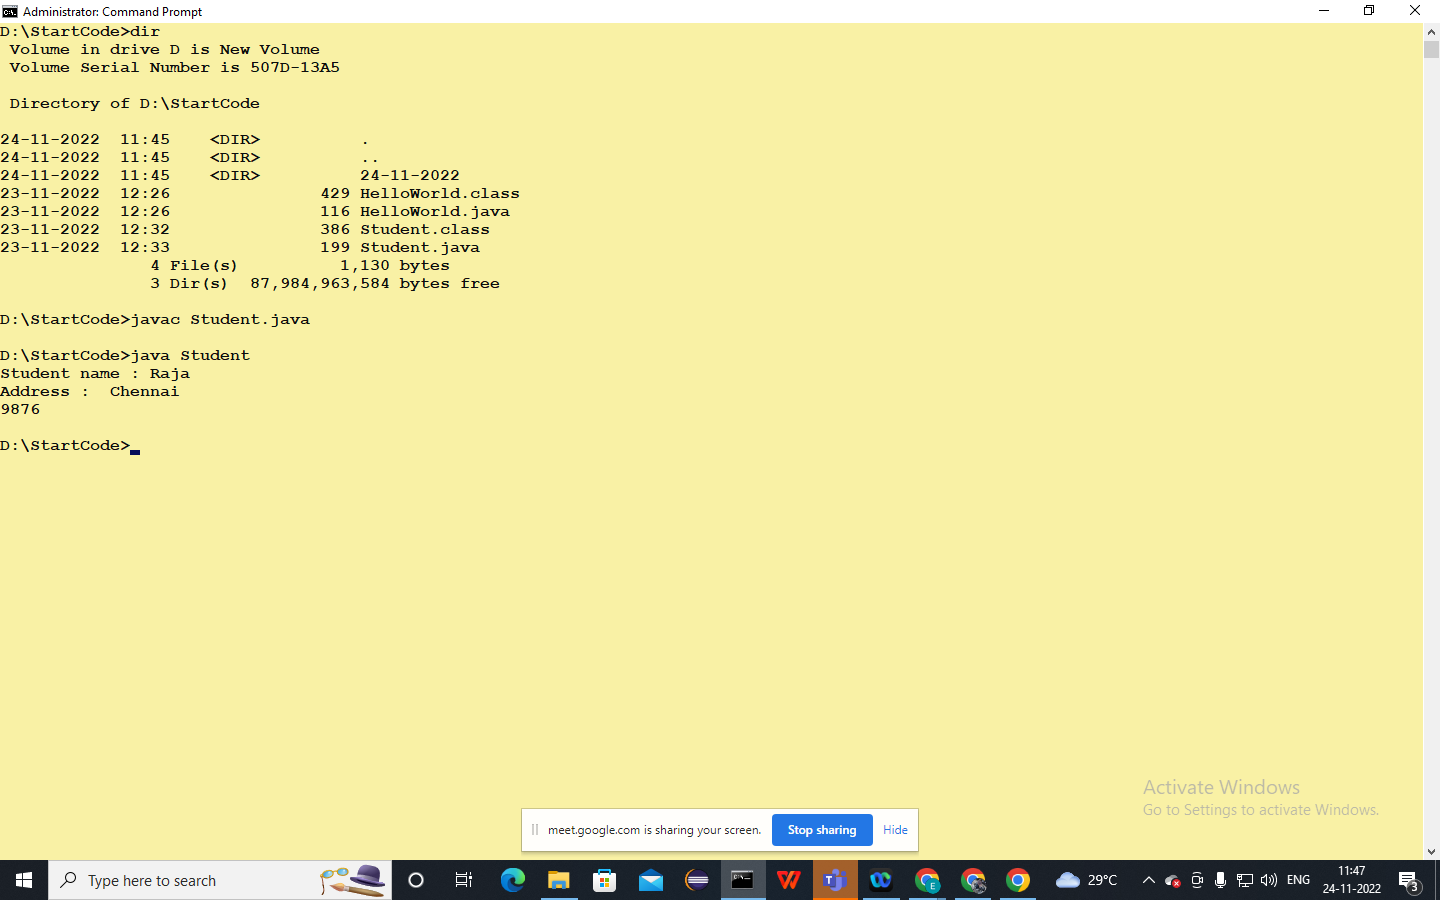 Administrator: Command Prompt
D:\StartCode>dir
 Volume in drive D is New Volume
 Volume Serial Number is 507D-13A5

 Directory of D:\StartCode

24-11-2022  11:45    <DIR>          .
24-11-2022  11:45    <DIR>          ..
24-11-2022  11:45    <DIR>          24-11-2022
23-11-2022  12:26               429 HelloWorld.class
23-11-2022  12:26               116 HelloWorld.java
23-11-2022  12:32               386 Student.class
23-11-2022  12:33               199 Student.java
               4 File(s)          1,130 bytes
               3 Dir(s)  87,984,963,584 bytes free

D:\StartCode>javac Student.java

D:\StartCode>java Student
Student name : Raja
Address :  Chennai
9876

D:\StartCode>
Activate Windows
Go to Settings to activate Windows.
meet.google.com is sharing your screen.
Stop sharing
Hide
Type here to search
E
29°C
ENG
11:47
24-11-2022
3